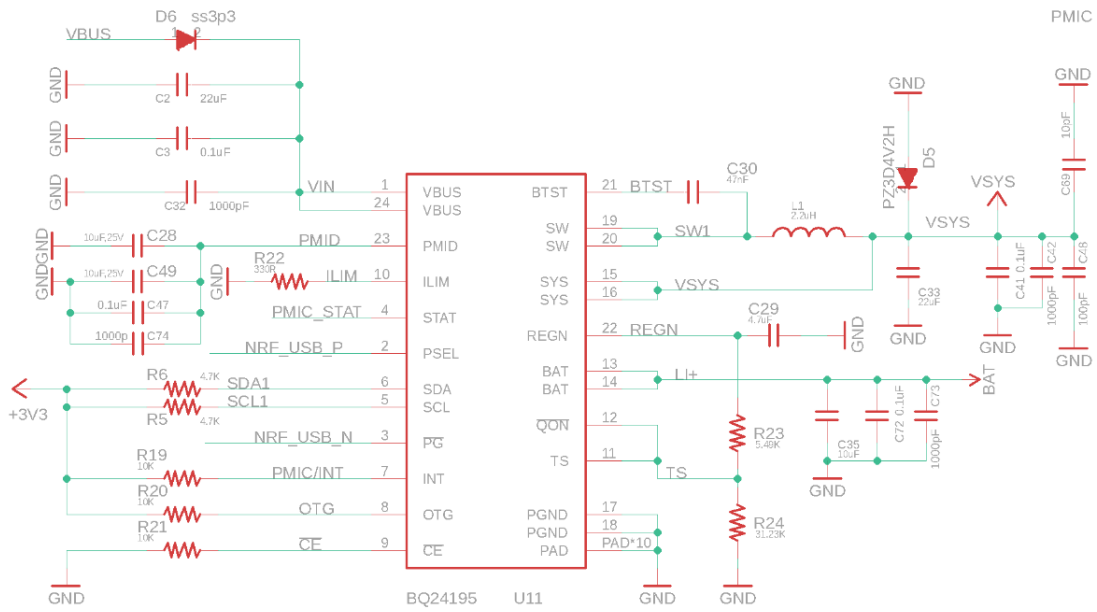 D6 ss3p3
PMIC
VBUS
1 2
GND
C2 22uF
GND
C3 0.1uF
GND
C32 1000pF
VIN
1 VBUS
24 VBUS
GND
10uF,25V C28
PMID
23 PMID
GND
10uF,25V C49
0.1uF C47
1000p C74
GND
R22
330R
ILIM
10 ILIM
PMIC_STAT
4 STAT
NRF_USB_P
2 PSEL
R6 4.7K
SDA1
6 SDA
+3V3
R5 4.7K
SCL1
5 SCL
NRF_USB_N
3 PG
R19
10K
PMIC/INT
7 INT
R20
10K
OTG
8 OTG
R21
10K
CE
9 CE
GND
BQ24195 U11
BTST 21 BTST
C30
47nF
SW 19
SW 20
SW1
L1
2.2uH
SYS 15
SYS 16
VSYS
REGN 22 REGN
C29
4.7uF
GND
BAT 13
BAT 14
LI+
BAT
QON 12
TS 11
TS
R23
5.49K
R24
31.23K
PGND 17
PGND 18
PAD PAD*10
GND
GND
GND
PZ3D4V2H
D5
VSYS
VSYS
GND
10pF
C69
C33
22uF
GND
C41 0.1uF
C42
1000pF
C48
100pF
GND
GND
C35
10uF
C72 0.1uF
C73
1000pF
GND